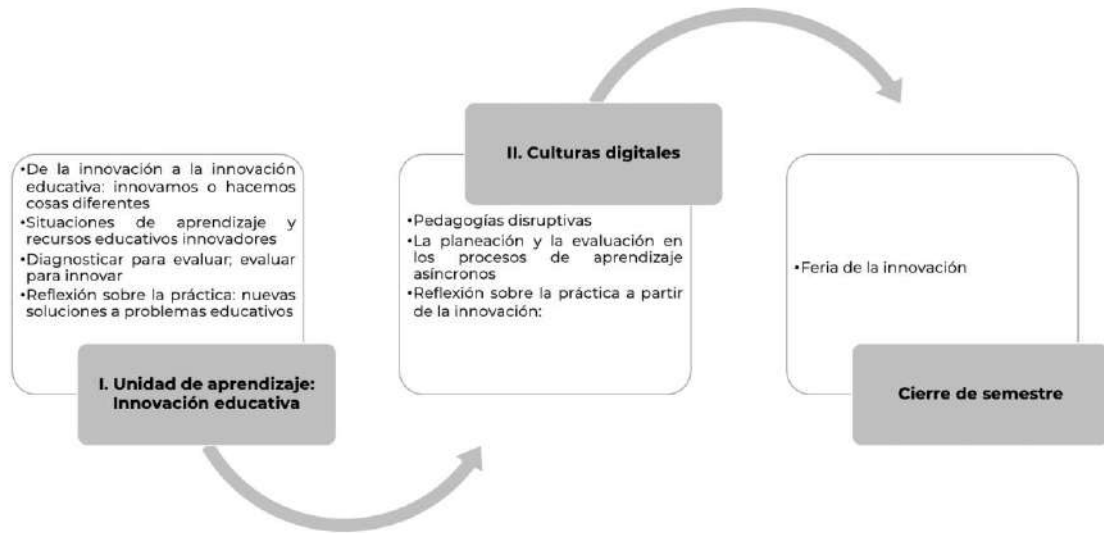 •De la innovación a la innovación
educativa: innovamos o hacemos
cosas diferentes
•Situaciones de aprendizaje y
recursos educativos innovadores
•Diagnosticar para evaluar; evaluar
para innovar
•Reflexión sobre la práctica: nuevas
soluciones a problemas educativos
I. Unidad de aprendizaje:
Innovación educativa
II. Culturas digitales
•Pedagogías disruptivas
•La planeación y la evaluación en
los procesos de aprendizaje
asíncronos
•Reflexión sobre la práctica a partir
de la innovación:
•Feria de la innovación
Cierre de semestre